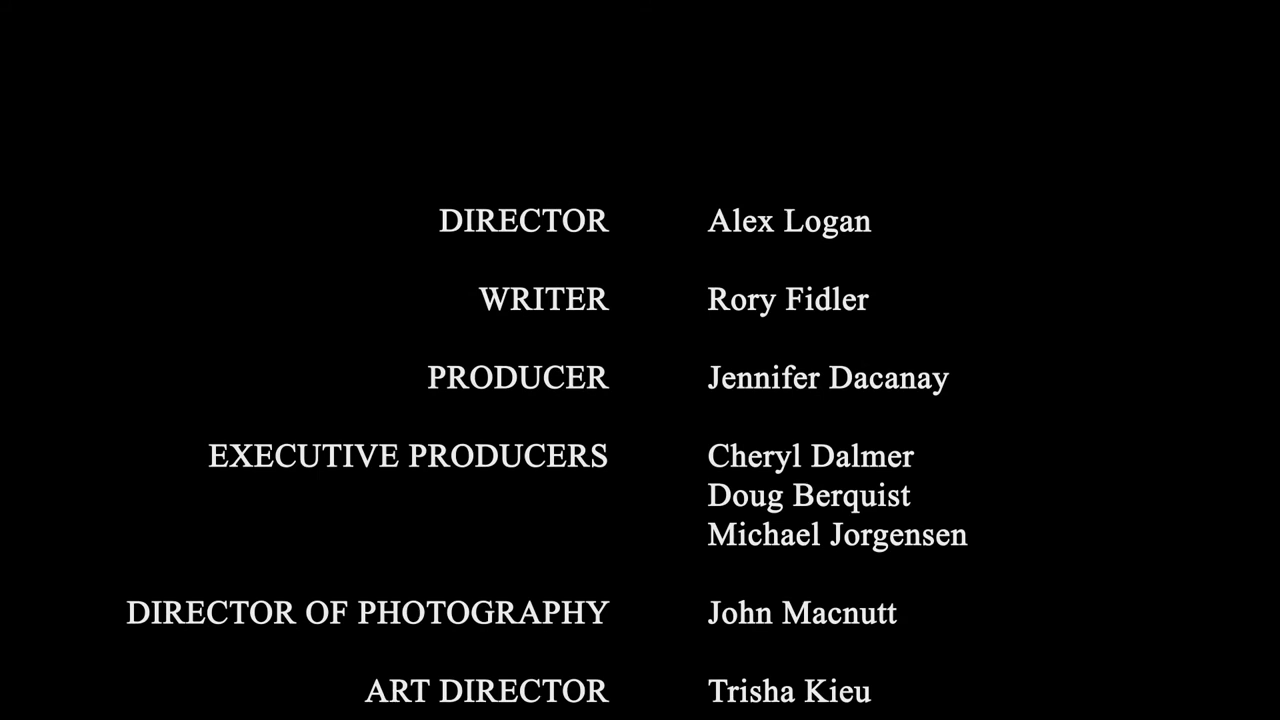 DIRECTOR Alex Logan
WRITER Rory Fidler
PRODUCER Jennifer Dacanay
EXECUTIVE PRODUCERS Cheryl Dalmer
Doug Berquist
Michael Jorgensen
DIRECTOR OF PHOTOGRAPHY John Macnutt
ART DIRECTOR Trisha Kieu